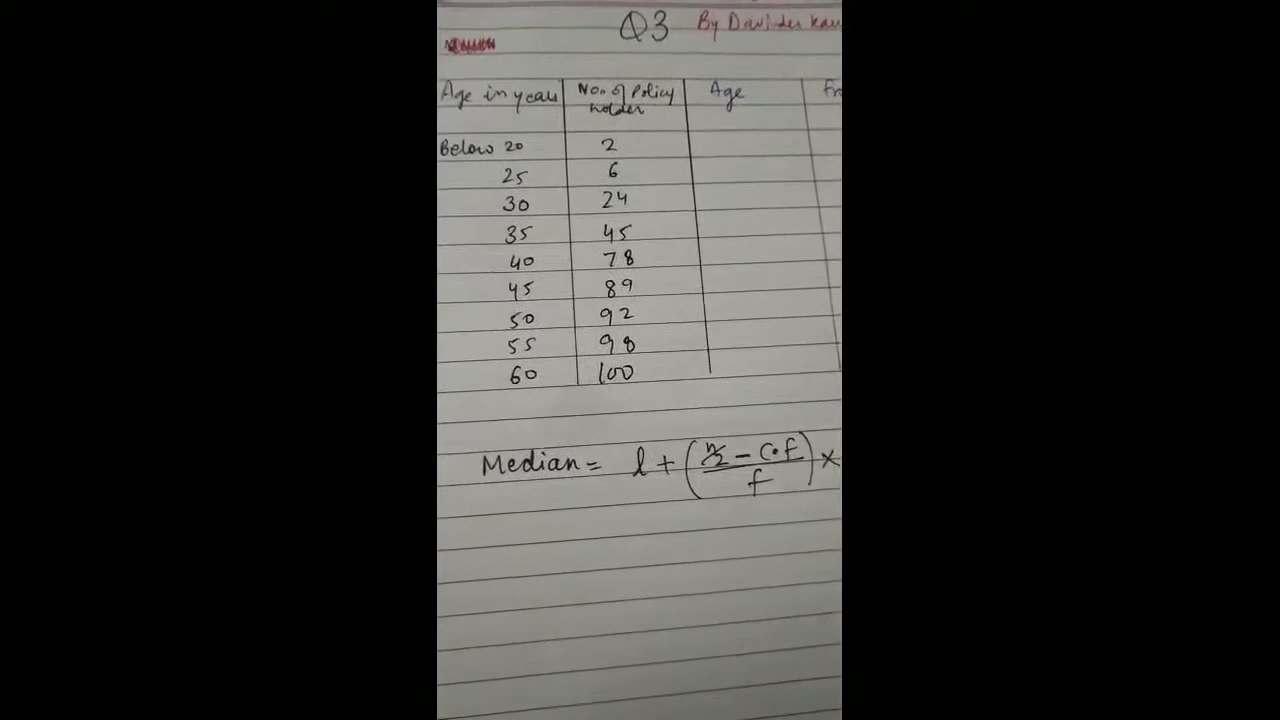 Q3 By Davinder Kau
Age in years No. of Policy holder Age Fr
Below 20 2
25 6
30 24
35 45
40 78
45 89
50 92
55 98
60 100
Median = l + ( n/2 - C.f / f ) ×